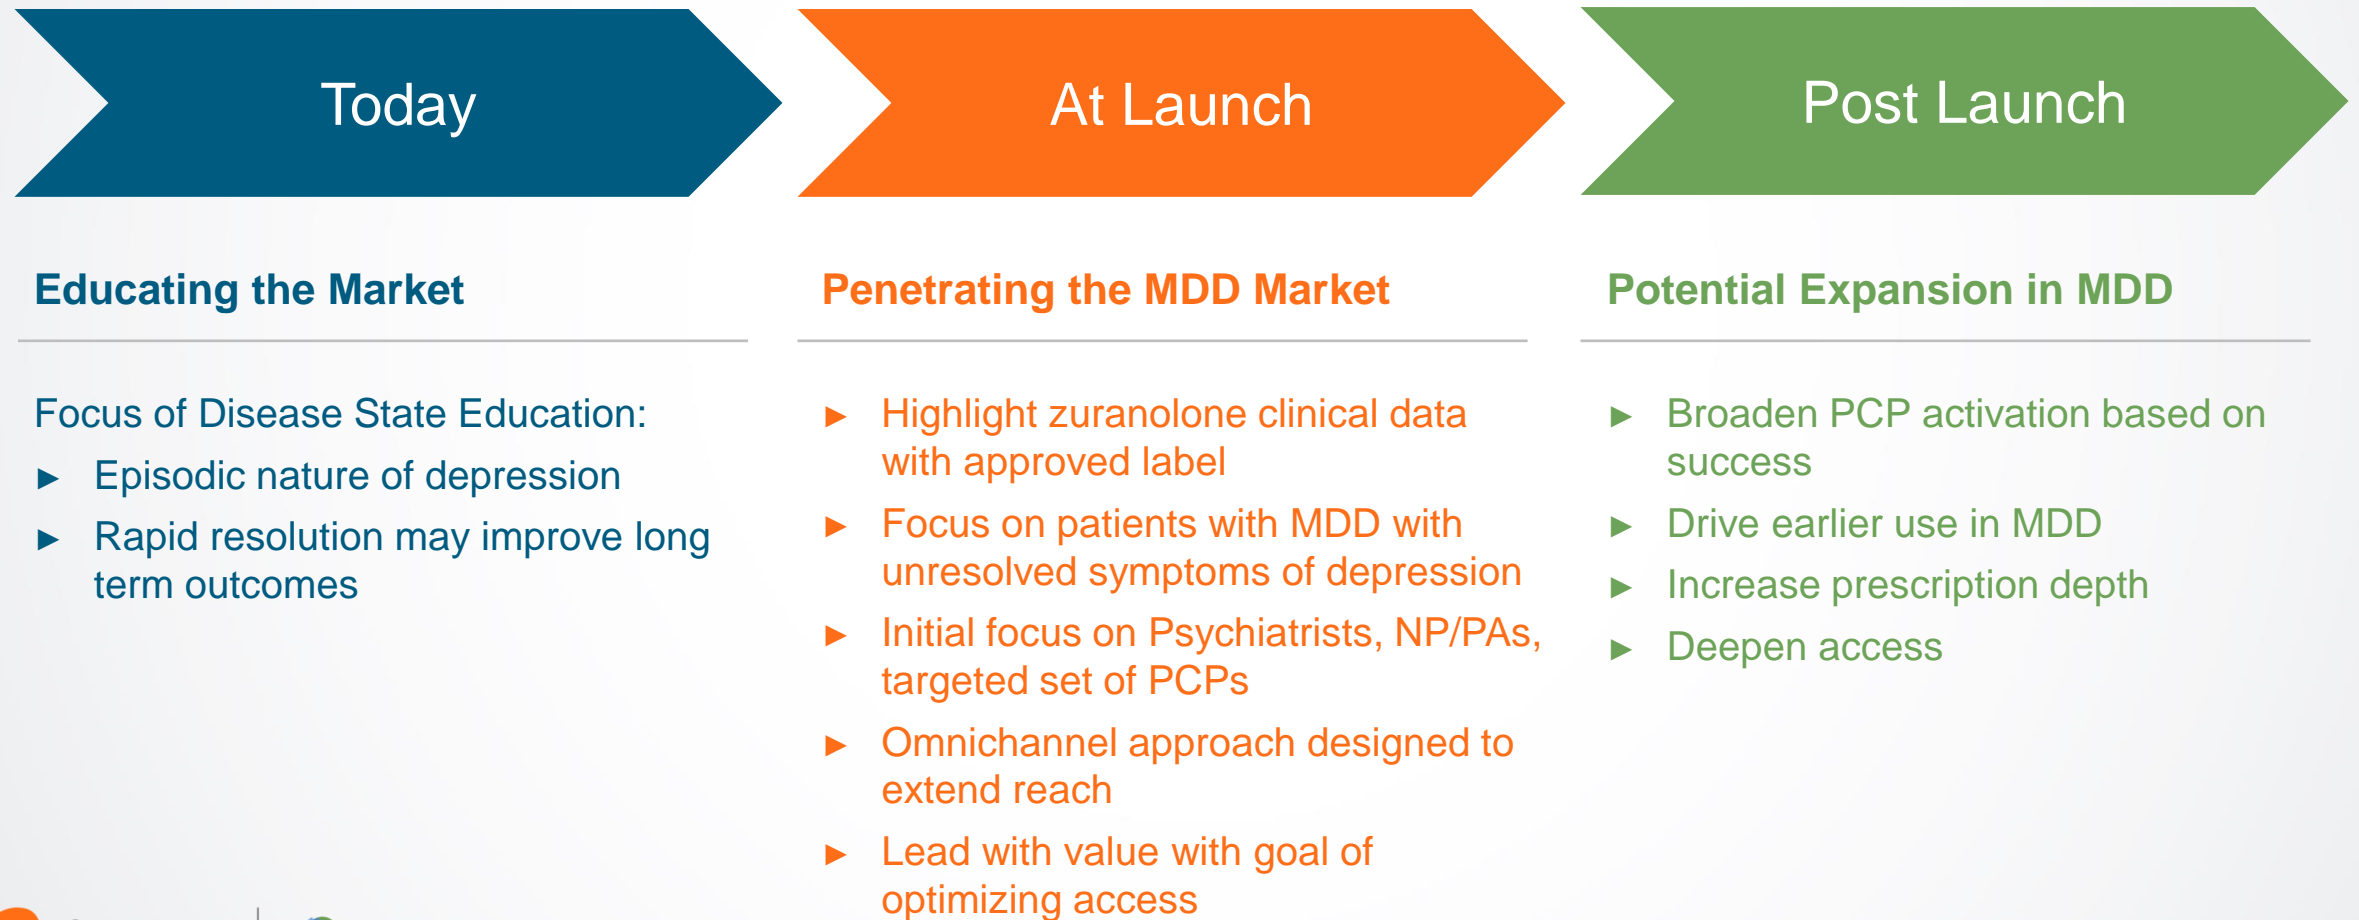 Today
At Launch
Post Launch
Educating the Market
Focus of Disease State Education:
► Episodic nature of depression
► Rapid resolution may improve long
term outcomes
Penetrating the MDD Market
► Highlight zuranolone clinical data
with approved label
► Focus on patients with MDD with
unresolved symptoms of depression
► Initial focus on Psychiatrists, NP/PAs,
targeted set of PCPs
► Omnichannel approach designed to
extend reach
► Lead with value with goal of
optimizing access
Potential Expansion in MDD
► Broaden PCP activation based on
success
► Drive earlier use in MDD
► Increase prescription depth
► Deepen access